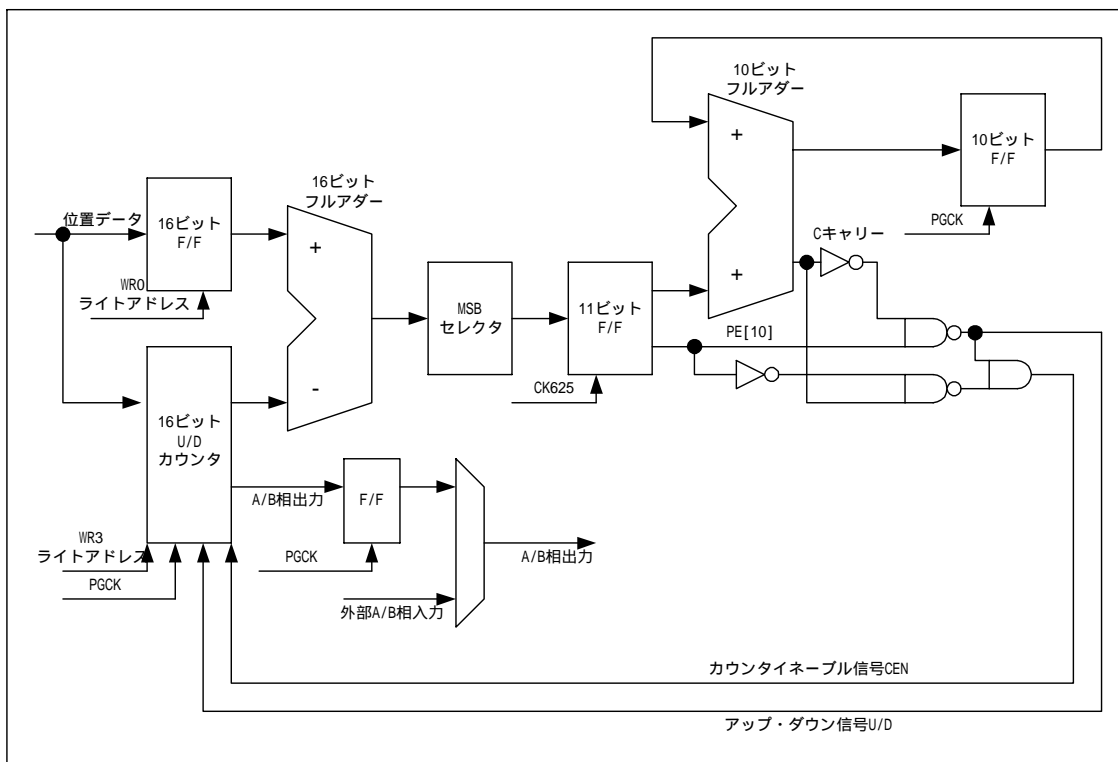 10ビット
フルアダー
+
+
10ビット
F/F
PGCK
位置データ
16ビット
F/F
WR0
ライトアドレス
16ビット
フルアダー
+
-
MSB
セレクタ
11ビット
F/F
CK625
Cキャリー
PE[10]
16ビット
U/D
カウンタ
WR3
ライトアドレス
PGCK
A/B相出力
F/F
PGCK
外部A/B相入力
A/B相出力
カウンタイネーブル信号CEN
アップ・ダウン信号U/D